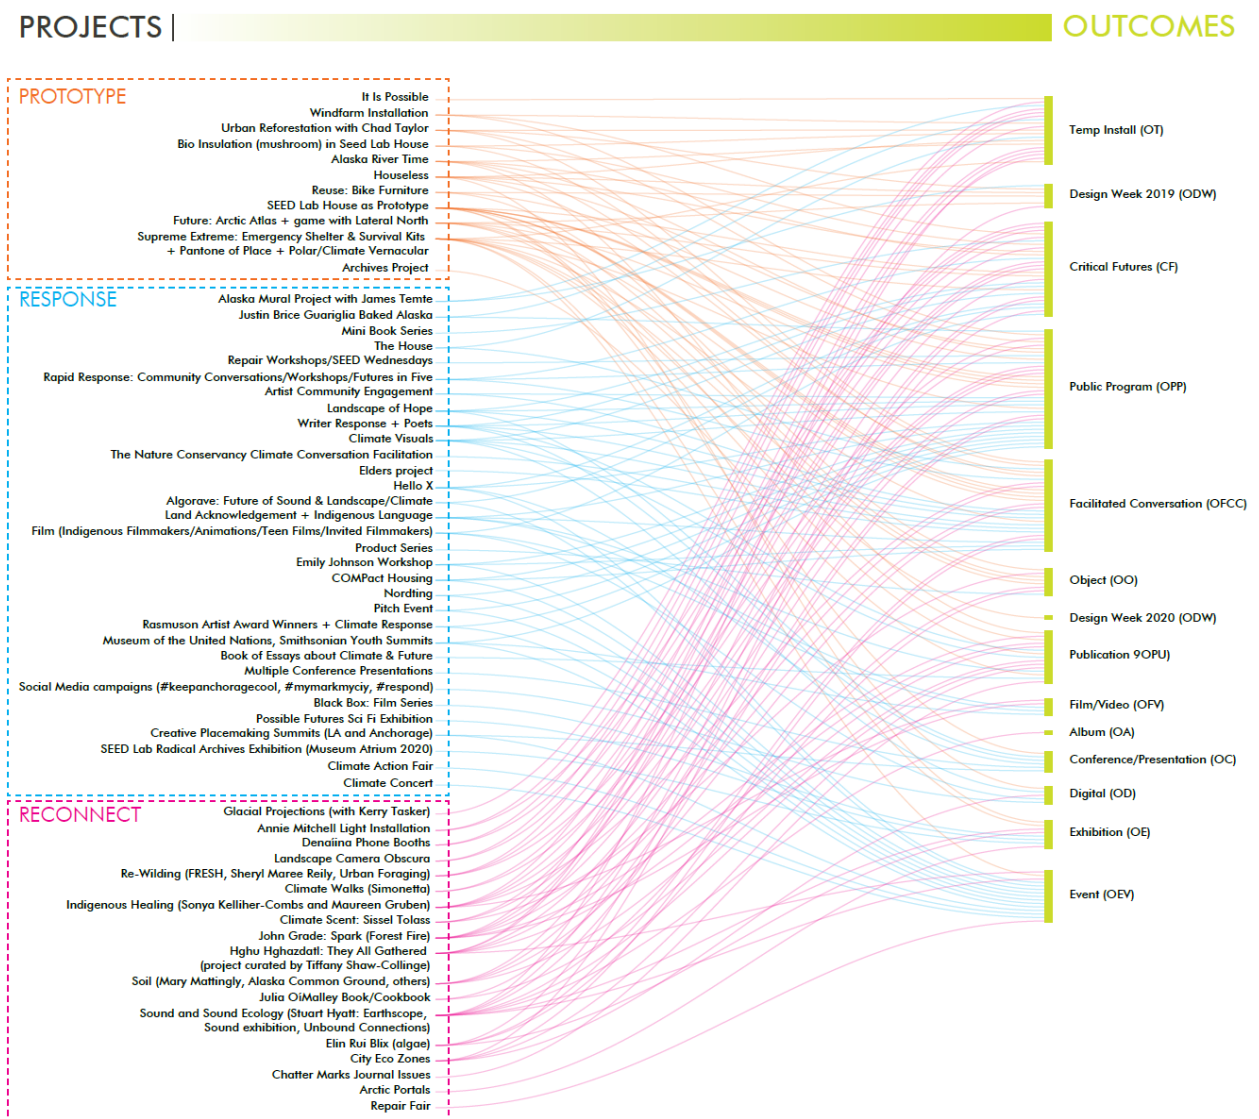 PROJECTS
OUTCOMES
PROTOTYPE
It Is Possible
Windfarm Installation
Urban Reforestation with Chad Taylor
Bio Insulation (mushroom) in Seed Lab House
Alaska River Time
Houseless
Reuse: Bike Furniture
SEED Lab House as Prototype
Future: Arctic Atlas + game with Lateral North
Supreme Extreme: Emergency Shelter & Survival Kits
+ Pantone of Place + Polar/Climate Vernacular
Archives Project
RESPONSE
Alaska Mural Project with James Temte
Justin Brice Guariglia Baked Alaska
Mini Book Series
The House
Repair Workshops/SEED Wednesdays
Rapid Response: Community Conversations/Workshops/Futures in Five
Artist Community Engagement
Landscape of Hope
Writer Response + Poets
Climate Visuals
The Nature Conservancy Climate Conversation Facilitation
Elders project
Hello X
Algorave: Future of Sound & Landscape/Climate
Land Acknowledgement + Indigenous Language
Film (Indigenous Filmmakers/Animations/Teen Films/Invited Filmmakers)
Product Series
Emily Johnson Workshop
COMPact Housing
Nordting
Pitch Event
Rasmuson Artist Award Winners + Climate Response
Museum of the United Nations, Smithsonian Youth Summits
Book of Essays about Climate & Future
Multiple Conference Presentations
Social Media campaigns (#keepanchoragecool, #mymarkmyciy, #respond)
Black Box: Film Series
Possible Futures Sci Fi Exhibition
Creative Placemaking Summits (LA and Anchorage)
SEED Lab Radical Archives Exhibition (Museum Atrium 2020)
Climate Action Fair
Climate Concert
RECONNECT
Glacial Projections (with Kerry Tasker)
Annie Mitchell Light Installation
Denaiina Phone Booths
Landscape Camera Obscura
Re-Wilding (FRESH, Sheryl Maree Reily, Urban Foraging)
Climate Walks (Simonetta)
Indigenous Healing (Sonya Kelliher-Combs and Maureen Gruben)
Climate Scent: Sissel Tolass
John Grade: Spark (Forest Fire)
Hghu Hghazdatl: They All Gathered
(project curated by Tiffany Shaw-Collinge)
Soil (Mary Mattingly, Alaska Common Ground, others)
Julia OiMalley Book/Cookbook
Sound and Sound Ecology (Stuart Hyatt: Earthscope,
Sound exhibition, Unbound Connections)
Elin Rui Blix (algae)
City Eco Zones
Chatter Marks Journal Issues
Arctic Portals
Repair Fair
Temp Install (OT)
Design Week 2019 (ODW)
Critical Futures (CF)
Public Program (OPP)
Facilitated Conversation (OFCC)
Object (OO)
Design Week 2020 (ODW)
Publication 9OPU)
Film/Video (OFV)
Album (OA)
Conference/Presentation (OC)
Digital (OD)
Exhibition (OE)
Event (OEV)